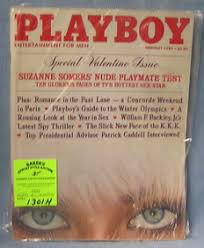 PLAYBOY
ENTERTAINMENT FOR MEN
Special Valentine Issue
SUZANNE SOMERS' NUDE PLAYMATE TEST
TEN GLORIOUS PAGES OF TV'S HOTTEST SEX STAR
Plus: Romance in the Fast Lane — a Concorde Weekend
in Paris • Playboy's Guide to the Winter Olympics • A
Rousing Look at the Year in Sex • William F. Buckley, Jr.'s
Latest Spy Thriller • The Slick New Face of the K.K.K.
• Top Presidential Advisor Patrick Caddell Interviewed
1301H